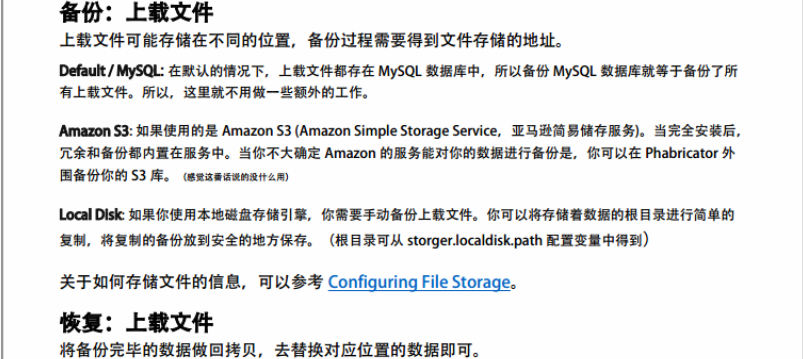 备份：上载文件
上载文件可能存储在不同的位置，备份过程需要得到文件存储的地址。
Default / MySQL: 在默认的情况下，上载文件都存在 MySQL 数据库中，所以备份 MySQL 数据库就等于备份了所
有上载文件。所以，这里就不用做一些额外的工作。
Amazon S3: 如果使用的是 Amazon S3 (Amazon Simple Storage Service，亚马逊简易储存服务)。当完全安装后，
冗余和备份都内置在服务中。当你不大确定 Amazon 的服务能对你的数据进行备份是，你可以在 Phabricator 外
围备份你的 S3 库。（感觉这番话说的没什么用）
Local Disk: 如果你使用本地磁盘存储引擎，你需要手动备份上载文件。你可以将存储着数据的根目录进行简单的
复制，将复制的备份放到安全的地方保存。（根目录可从 storger.localdisk.path 配置变量中得到）
关于如何存储文件的信息，可以参考 Configuring File Storage。
恢复：上载文件
将备份完毕的数据做回拷贝，去替换对应位置的数据即可。